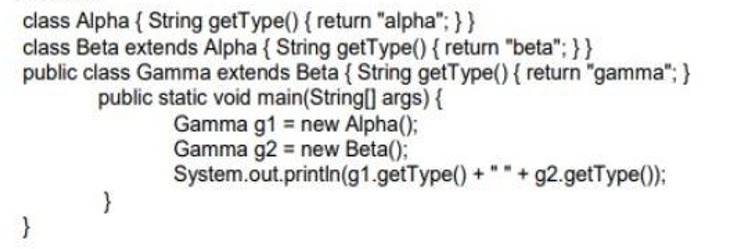 class Alpha { String getType() { return "alpha"; } }
class Beta extends Alpha { String getType() { return "beta"; } }
public class Gamma extends Beta { String getType() { return "gamma"; }
public static void main(String[] args) {
Gamma g1 = new Alpha();
Gamma g2 = new Beta();
System.out.println(g1.getType() + " " + g2.getType());
}
}